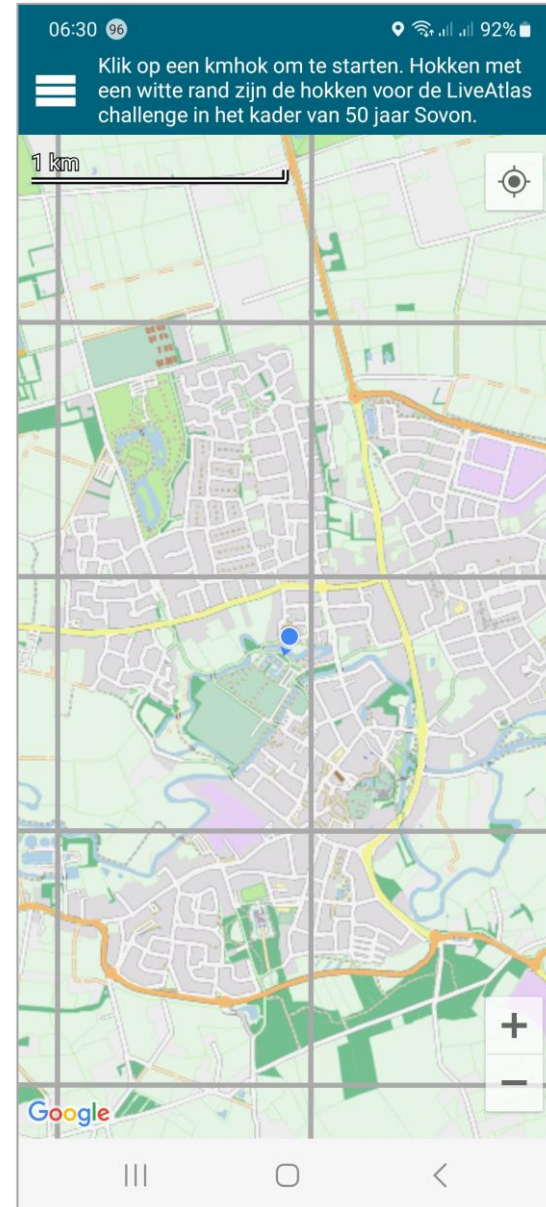 06:30 96 92%
Klik op een kmhok om te starten. Hokken met
een witte rand zijn de hokken voor de LiveAtlas
challenge in het kader van 50 jaar Sovon.
1 km
+
−
Google